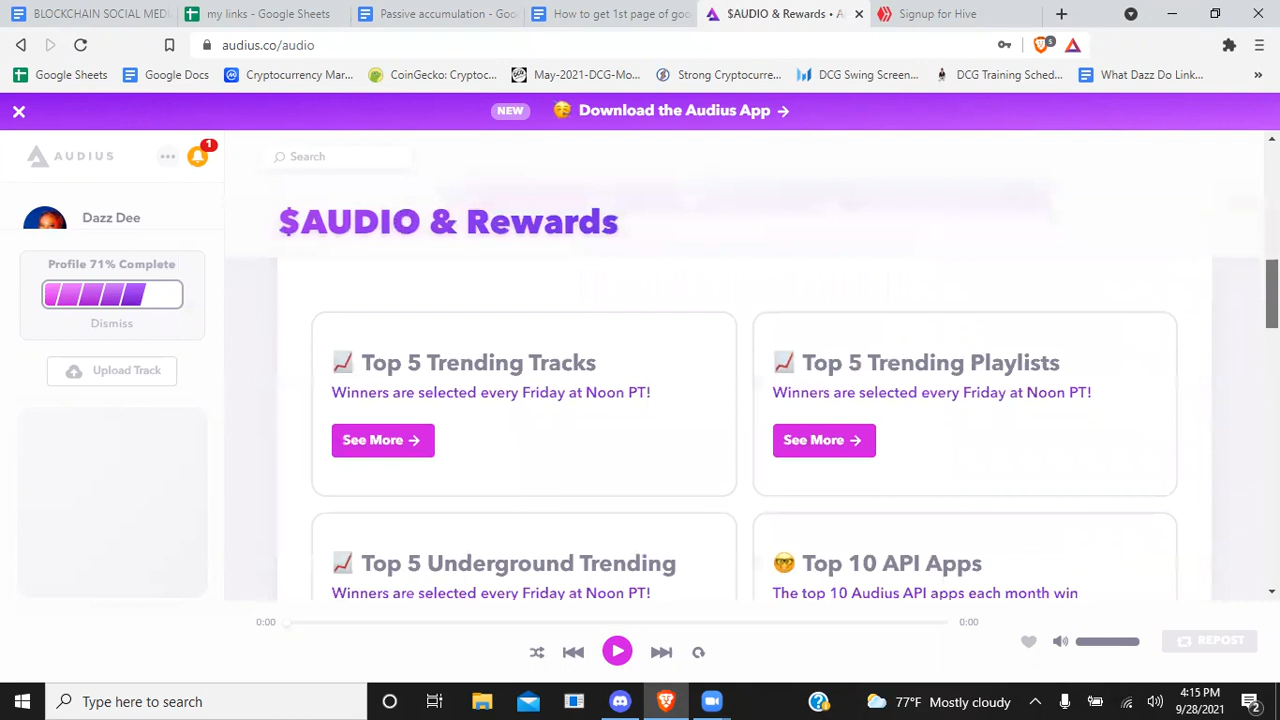 BLOCKCHAIN SOCIAL MEDI
my links - Google Sheets
Passive accumulation - Goo
How to get 1st page of goo
$AUDIO & Rewards • A
Signup for Hive
audius.co/audio
5
Google Sheets
Google Docs
Cryptocurrency Mar...
CoinGecko: Cryptoc...
May-2021-DCG-Mo...
Strong Cryptocurre...
DCG Swing Screen...
DCG Training Sched...
What Dazz Do Link...
NEW
Download the Audius App →
AUDIUS
1
Search
$AUDIO & Rewards
Dazz Dee
Profile 71% Complete
Dismiss
Upload Track
Top 5 Trending Tracks
Winners are selected every Friday at Noon PT!
See More →
Top 5 Trending Playlists
Winners are selected every Friday at Noon PT!
See More →
Top 5 Underground Trending
Winners are selected every Friday at Noon PT!
Top 10 API Apps
The top 10 Audius API apps each month win
0:00
0:00
REPOST
Type here to search
77°F Mostly cloudy
4:15 PM
9/28/2021
2